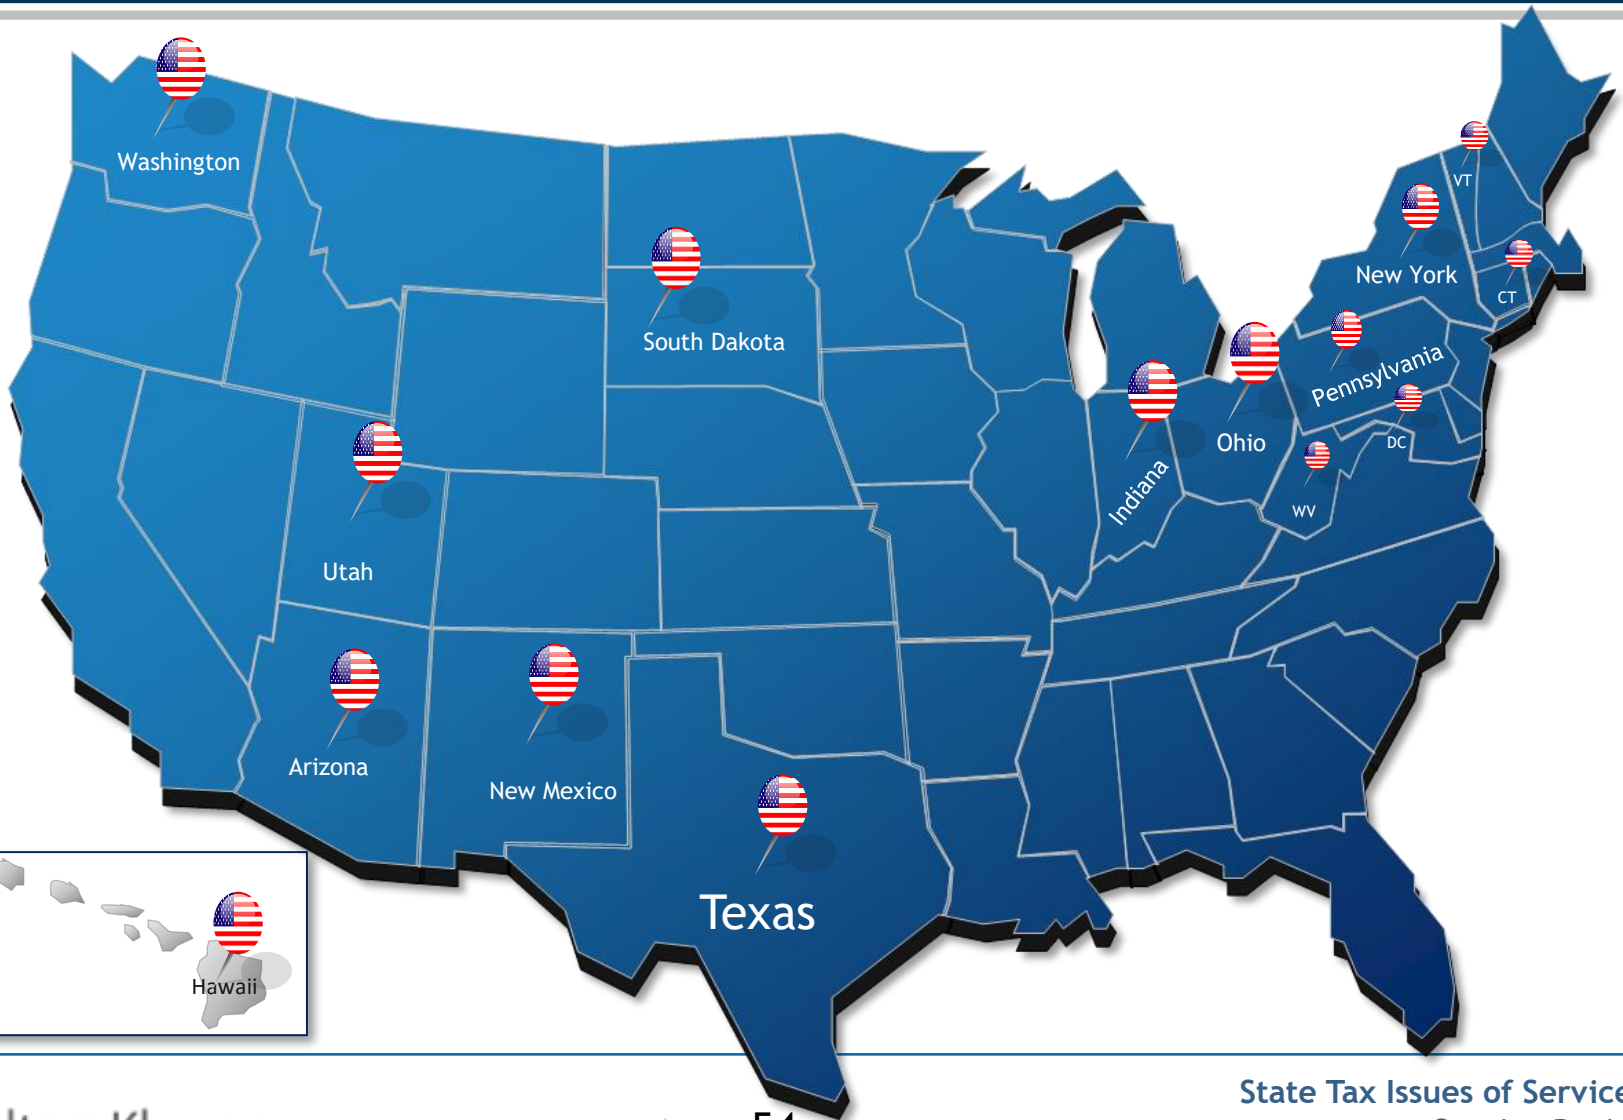 Washington
VT
New York
South Dakota
CT
Pennsylvania
Ohio
DC
Indiana
WV
Utah
Arizona
New Mexico
Texas
Hawaii
State Tax Issues of Service